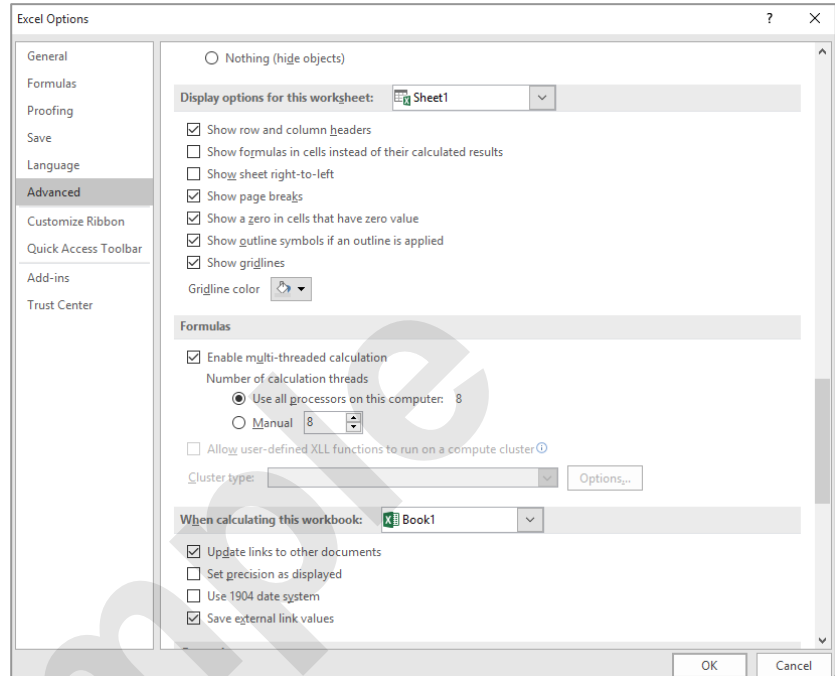 Excel Options ? X
General
Formulas
Proofing
Save
Language
Advanced
Customize Ribbon
Quick Access Toolbar
Add-ins
Trust Center
Nothing (hide objects)
Display options for this worksheet: Sheet1
Show row and column headers
Show formulas in cells instead of their calculated results
Show sheet right-to-left
Show page breaks
Show a zero in cells that have zero value
Show outline symbols if an outline is applied
Show gridlines
Gridline color
Formulas
Enable multi-threaded calculation
Number of calculation threads
Use all processors on this computer: 8
Manual 8
Allow user-defined XLL functions to run on a compute cluster
Cluster type: Options...
When calculating this workbook: Book1
Update links to other documents
Set precision as displayed
Use 1904 date system
Save external link values
OK Cancel
mple